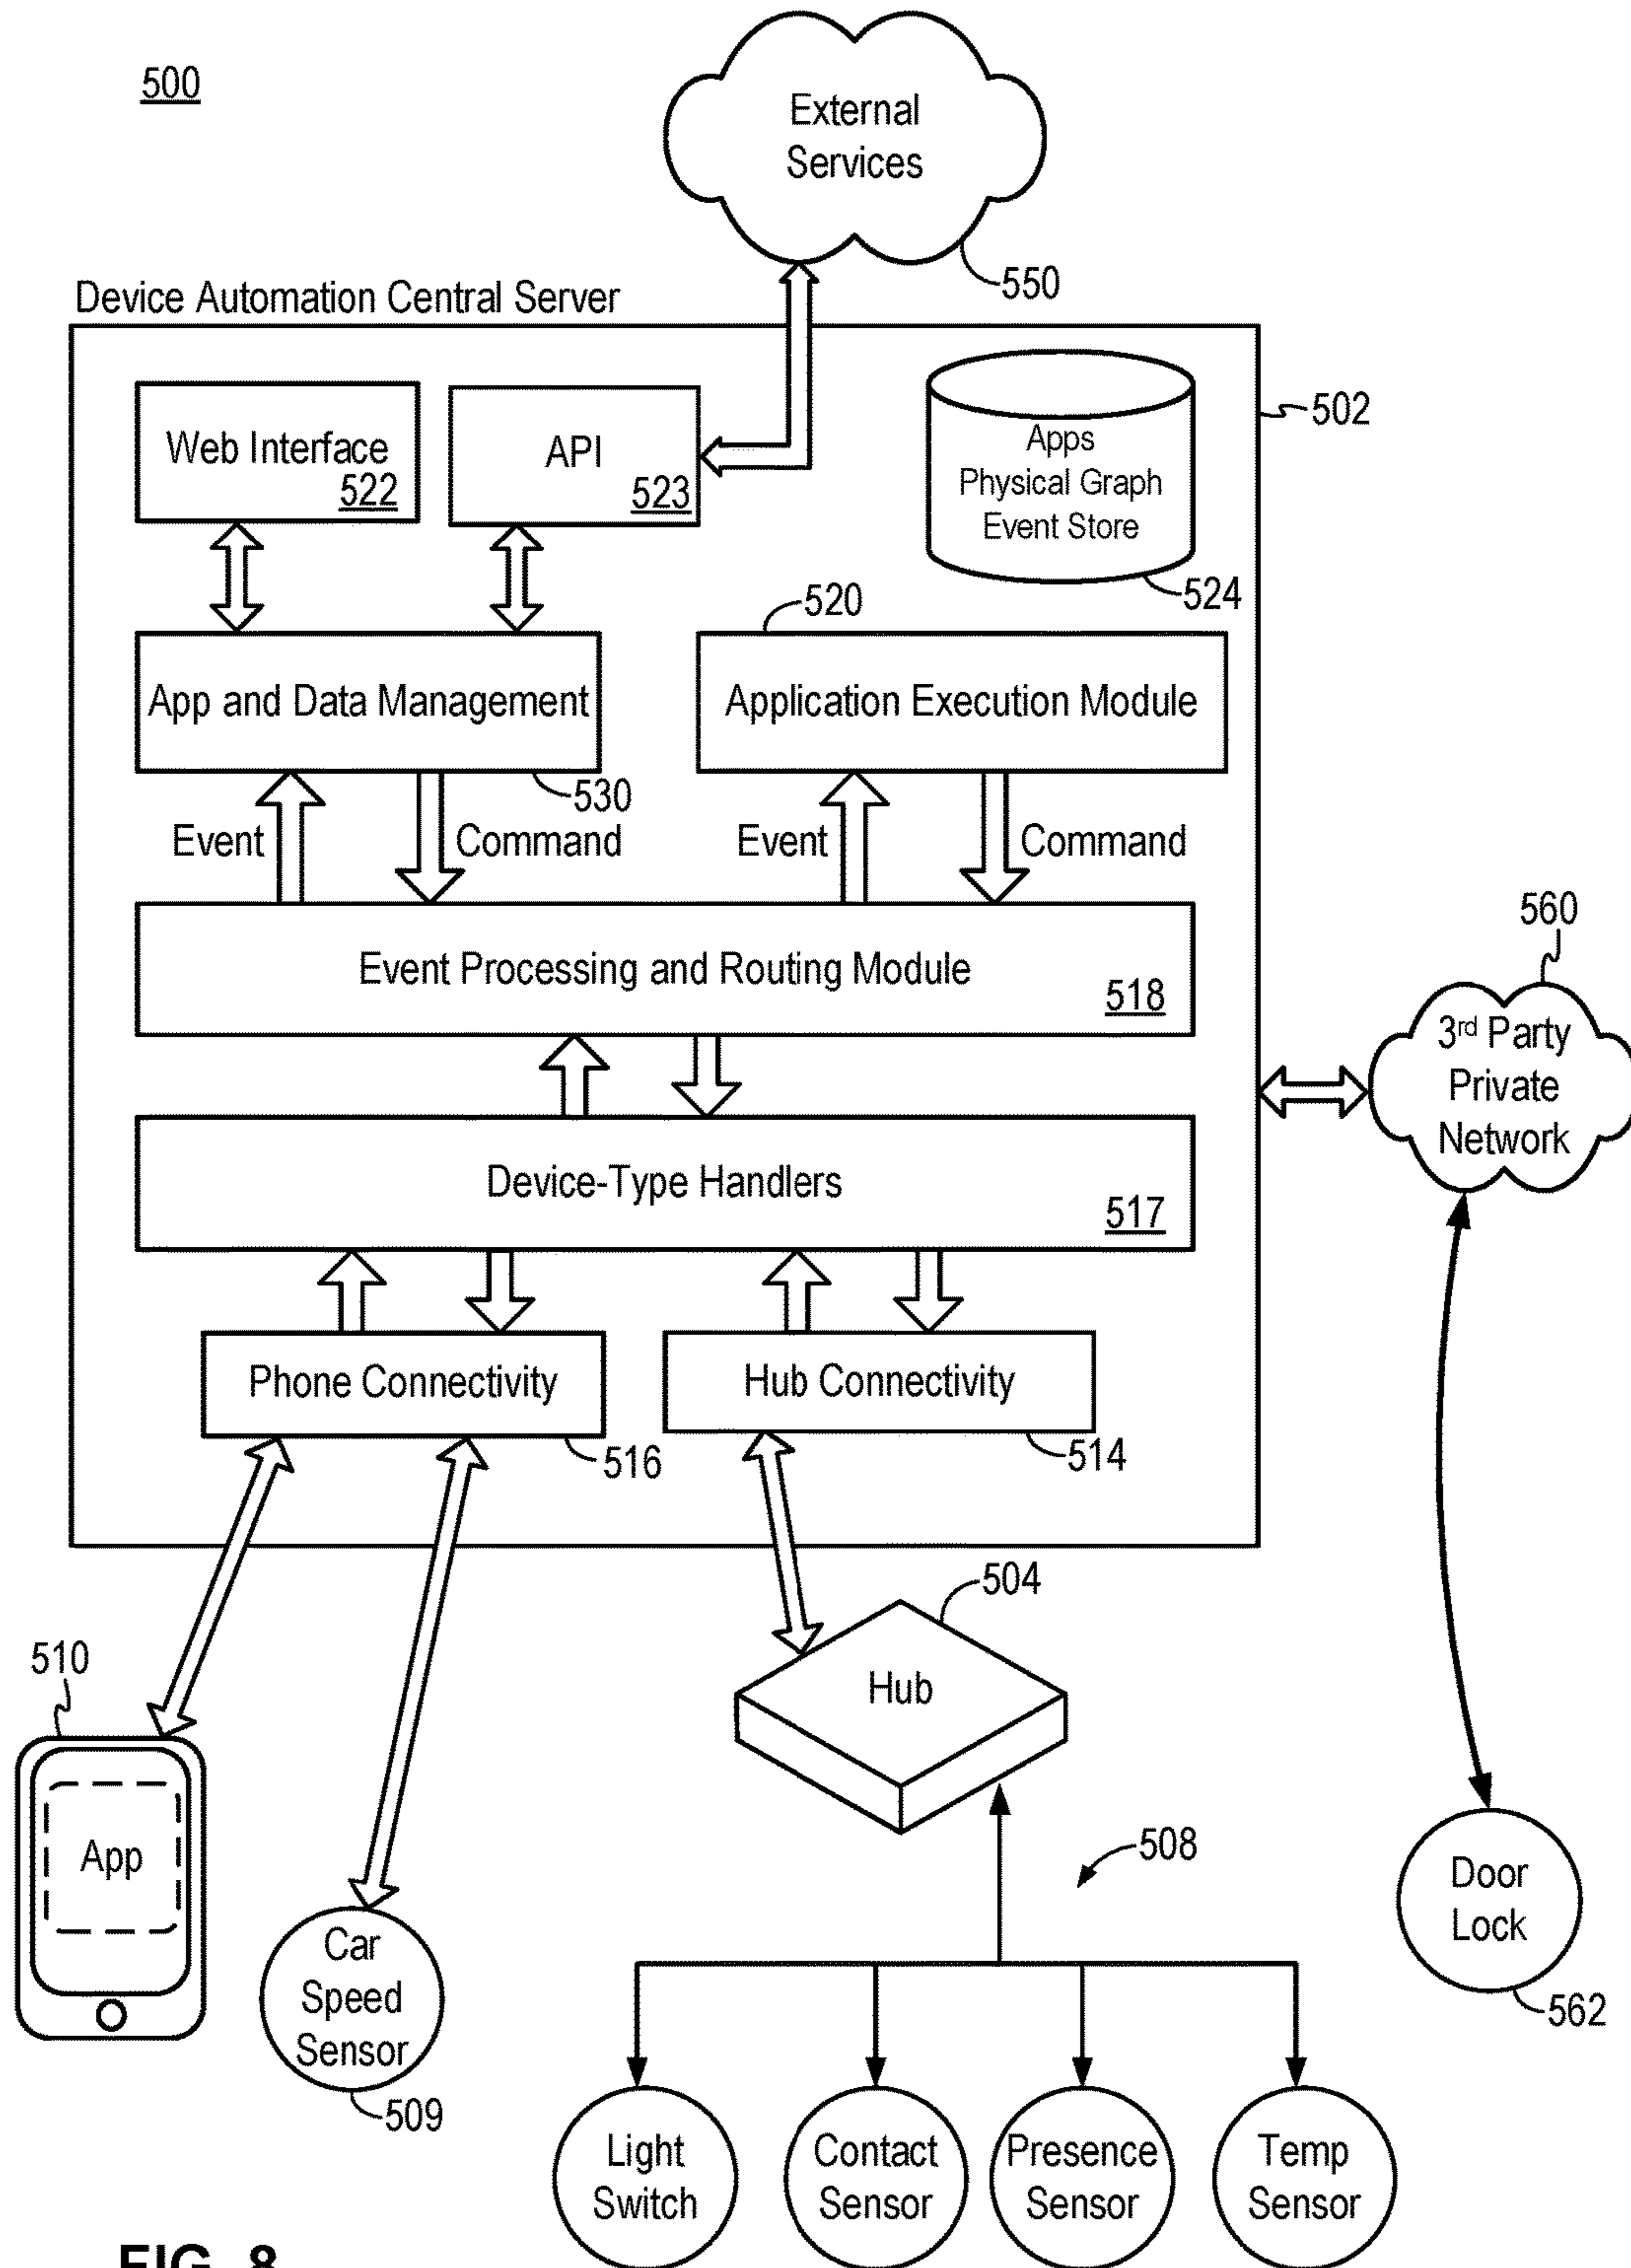 500
External
Services
550
Device Automation Central Server
502
Web Interface
522
API
523
Apps
Physical Graph
Event Store
524
520
App and Data Management
530
Application Execution Module
Event
Command
Event
Command
Event Processing and Routing Module
518
560
3rd Party
Private
Network
Device-Type Handlers
517
Phone Connectivity
516
Hub Connectivity
514
504
Hub
510
App
508
Car
Speed
Sensor
509
Door
Lock
562
Light
Switch
Contact
Sensor
Presence
Sensor
Temp
Sensor
FIG. 8